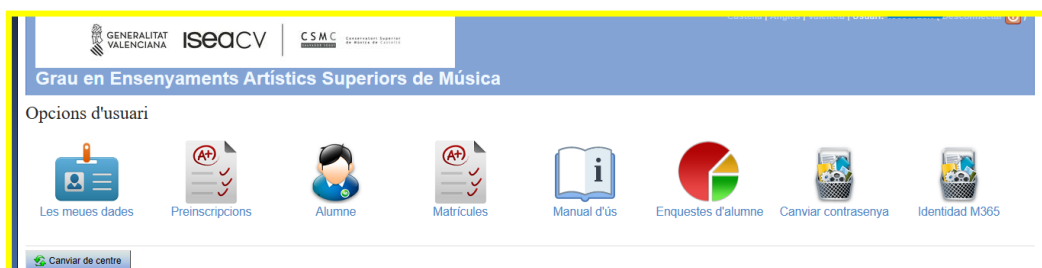 GENERALITAT
VALENCIANA
ISEACV
CSMC
Grau en Ensenyaments Artístics Superiors de Música
Opcions d'usuari
A+
A+
i
Les meues dades
Preinscripcions
Alumne
Matrícules
Manual d'ús
Enquestes d'alumne
Canviar contrasenya
Identidad M365
Canviar de centre